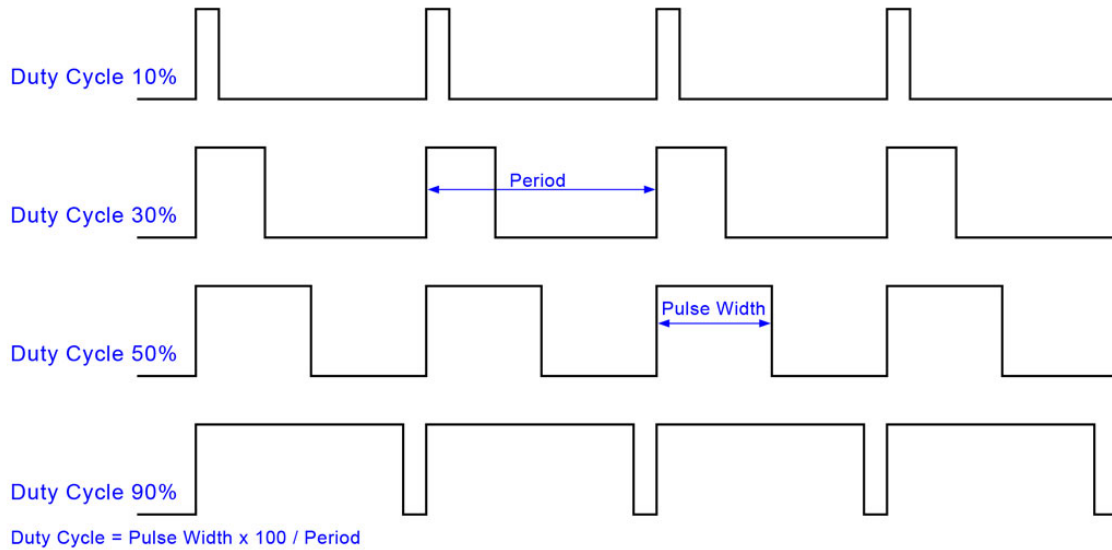 Duty Cycle 10%
Period
Duty Cycle 30%
Pulse Width
Duty Cycle 50%
Duty Cycle 90%
Duty Cycle = Pulse Width x 100 / Period